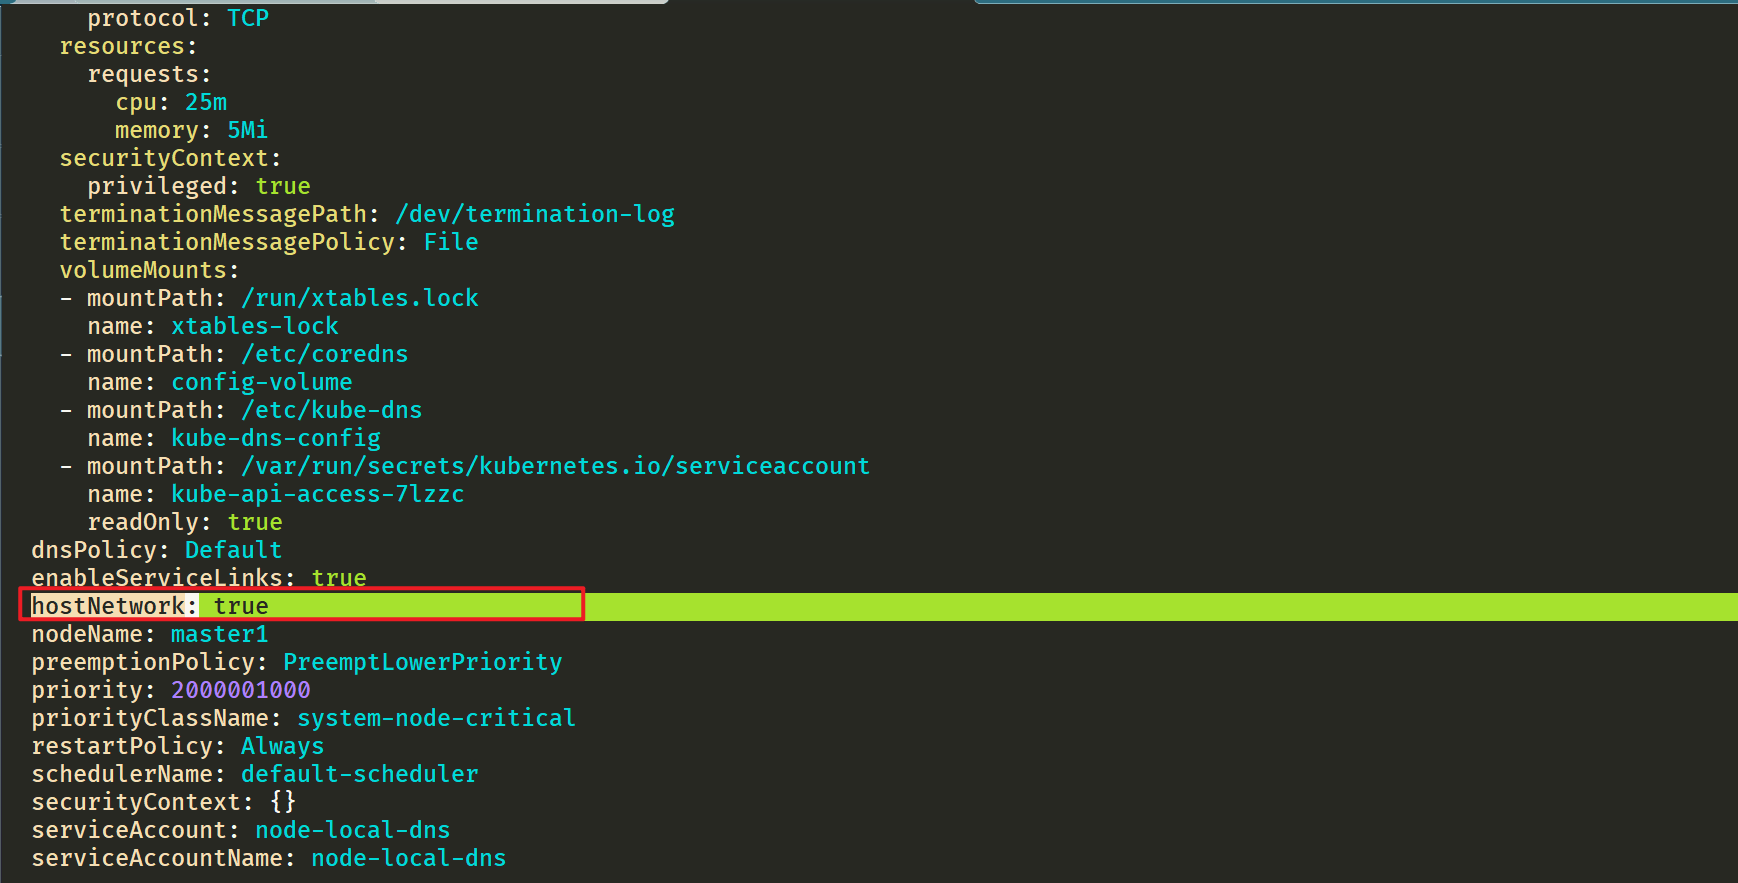 protocol: TCP
resources:
requests:
cpu: 25m
memory: 5Mi
securityContext:
privileged: true
terminationMessagePath: /dev/termination-log
terminationMessagePolicy: File
volumeMounts:
- mountPath: /run/xtables.lock
name: xtables-lock
- mountPath: /etc/coredns
name: config-volume
- mountPath: /etc/kube-dns
name: kube-dns-config
- mountPath: /var/run/secrets/kubernetes.io/serviceaccount
name: kube-api-access-7lzzc
readOnly: true
dnsPolicy: Default
enableServiceLinks: true
hostNetwork: true
nodeName: master1
preemptionPolicy: PreemptLowerPriority
priority: 2000001000
priorityClassName: system-node-critical
restartPolicy: Always
schedulerName: default-scheduler
securityContext: {}
serviceAccount: node-local-dns
serviceAccountName: node-local-dns